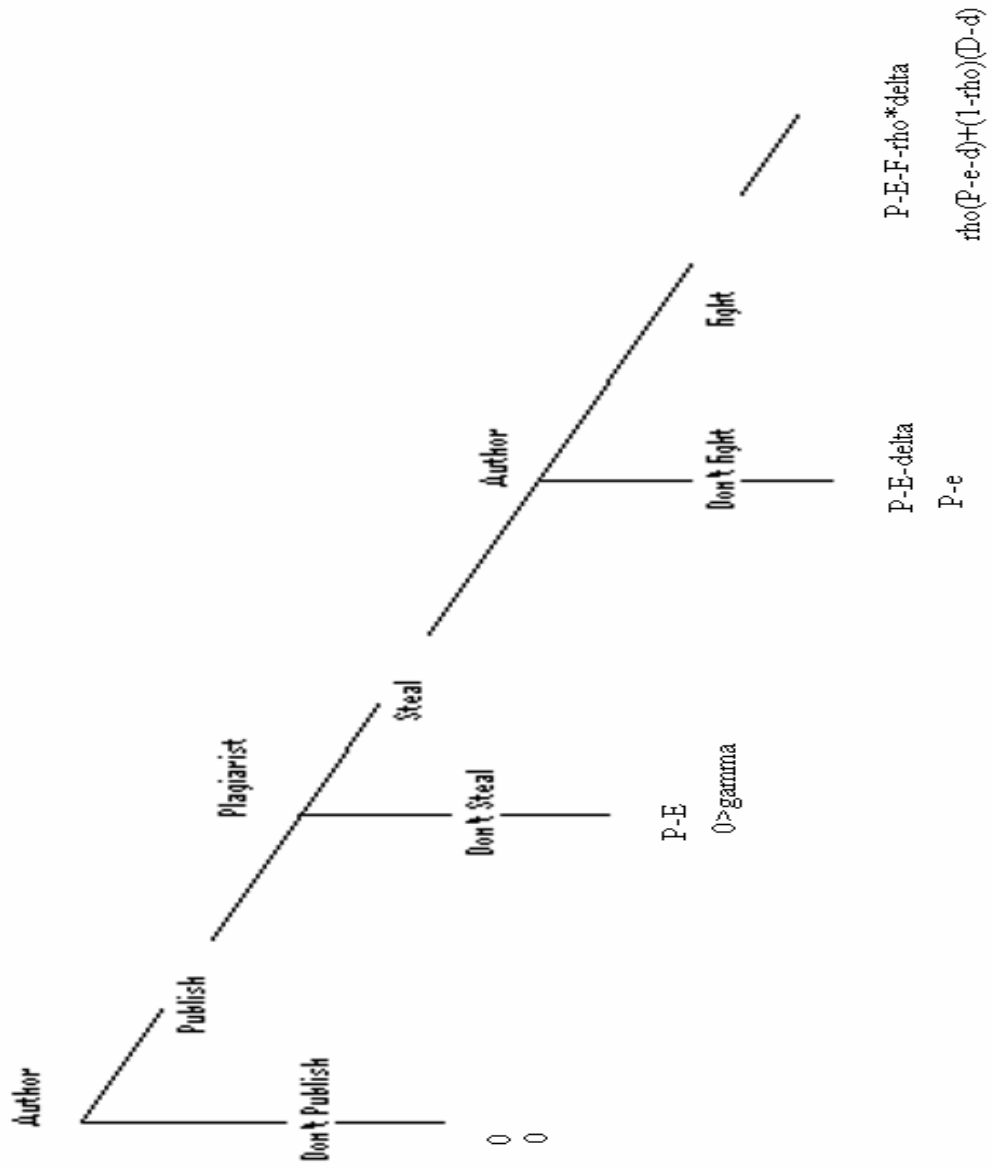 Author
Publish
Don't Publish
0
0
Plagiarist
Steal
Don't Steal
P-E
0>gamma
Author
Fight
Don't Fight
P-E-delta
P-e
P-E-F-rho*delta
rho(P-e-d)+(1-rho)(D-d)